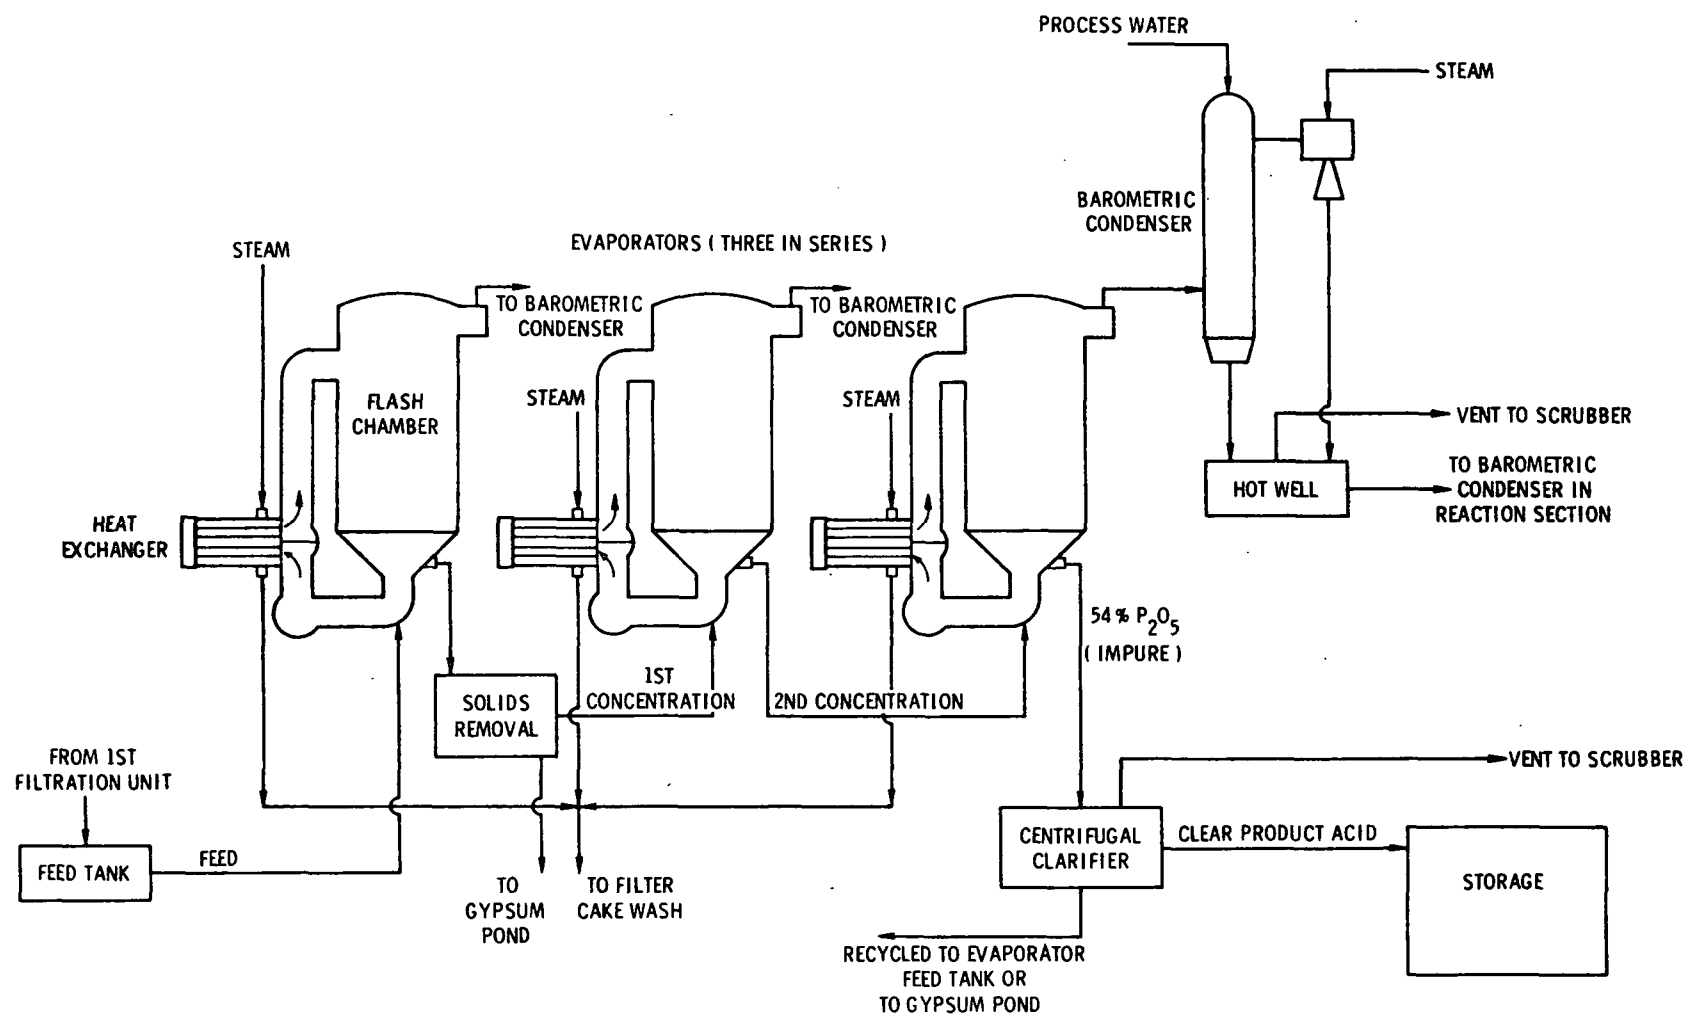 PROCESS WATER
STEAM
BAROMETRIC
CONDENSER
EVAPORATORS ( THREE IN SERIES )
STEAM
TO BAROMETRIC
CONDENSER
TO BAROMETRIC
CONDENSER
FLASH
CHAMBER
STEAM
STEAM
VENT TO SCRUBBER
HOT WELL
TO BAROMETRIC
CONDENSER IN
REACTION SECTION
HEAT
EXCHANGER
54% P2O5
( IMPURE )
SOLIDS
REMOVAL
1ST
CONCENTRATION
2ND CONCENTRATION
FROM 1ST
FILTRATION UNIT
VENT TO SCRUBBER
FEED TANK
FEED
TO
GYPSUM
POND
TO FILTER
CAKE WASH
CENTRIFUGAL
CLARIFIER
CLEAR PRODUCT ACID
STORAGE
RECYCLED TO EVAPORATOR
FEED TANK OR
TO GYPSUM POND